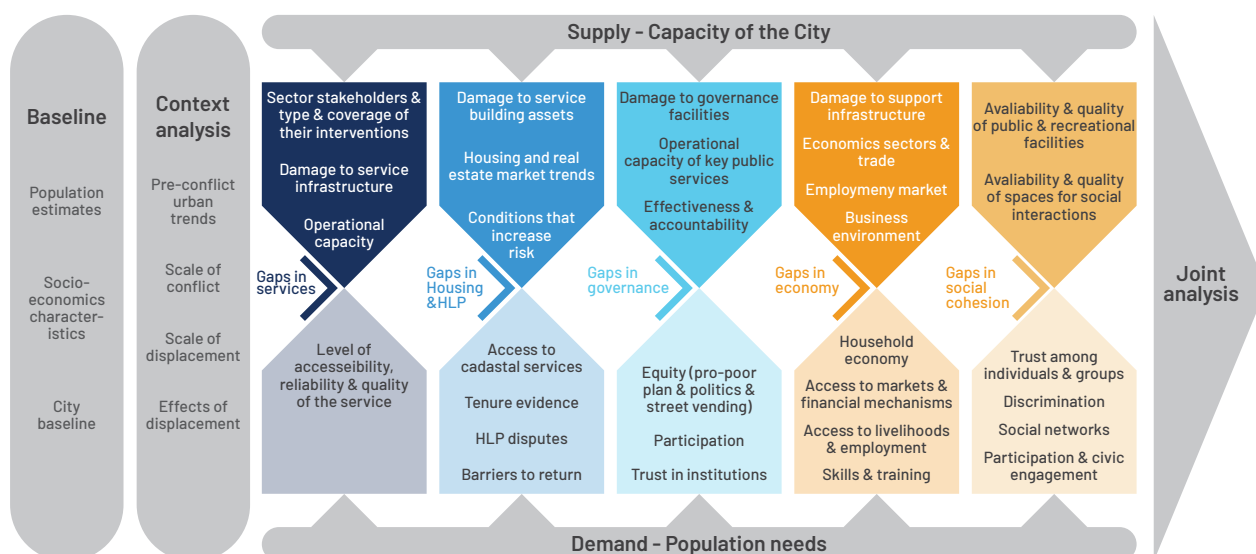 Supply - Capacity of the City
Baseline
Population
estimates
Socio-
economics
character-
istics
City
baseline
Context
analysis
Pre-conflict
urban
trends
Scale of
conflict
Scale of
displacement
Effects of
displacement
Sector stakeholders &
type & coverage of
their interventions
Damage to service
infrastructure
Operational
capacity
Gaps in
services
Level of
accesseibility,
reliability & quality
of the service
Damage to service
building assets
Housing and real
estate market trends
Conditions that
increase
risk
Gaps in
Housing
&HLP
Access to
cadastal services
Tenure evidence
HLP disputes
Barriers to return
Damage to governance
facilities
Operational
capacity of key public
services
Effectiveness &
accountability
Gaps in
governance
Equity (pro-poor
plan & politics &
street vending)
Participation
Trust in institutions
Damage to support
infrastructure
Economics sectors &
trade
Employmeny market
Business
environment
Gaps in
economy
Household
economy
Access to markets &
financial mechanisms
Access to livelihoods
& employment
Skills & training
Avaliability & quality
of public & recreational
facilities
Avaliability & quality
of spaces for social
interactions
Gaps in
social
cohesion
Trust among
individuals & groups
Discrimination
Social networks
Participation & civic
engagement
Joint
analysis
Demand - Population needs